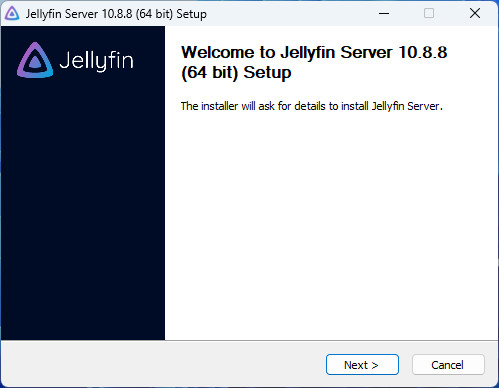 Jellyfin Server 10.8.8 (64 bit) Setup
Jellyfin
Welcome to Jellyfin Server 10.8.8
(64 bit) Setup
The installer will ask for details to install Jellyfin Server.
Next >
Cancel